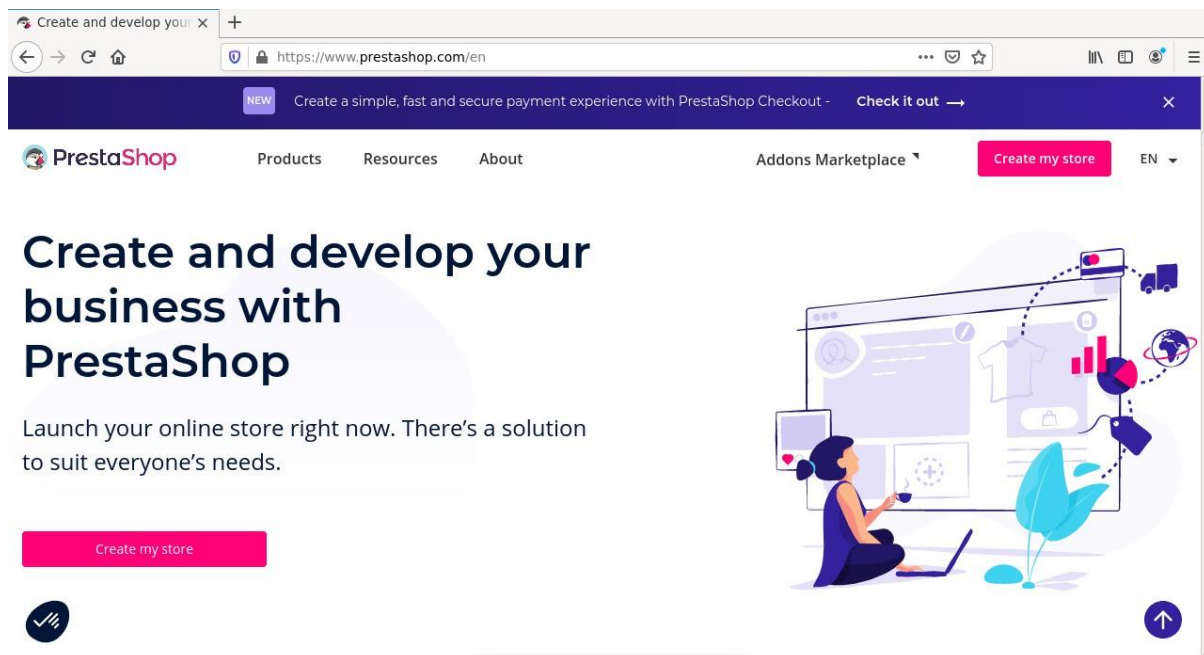 Create and develop your
https://www.prestashop.com/en
NEW Create a simple, fast and secure payment experience with PrestaShop Checkout - Check it out →
PrestaShop Products Resources About Addons Marketplace Create my store EN
Create and develop your
business with
PrestaShop
Launch your online store right now. There’s a solution
to suit everyone’s needs.
Create my store